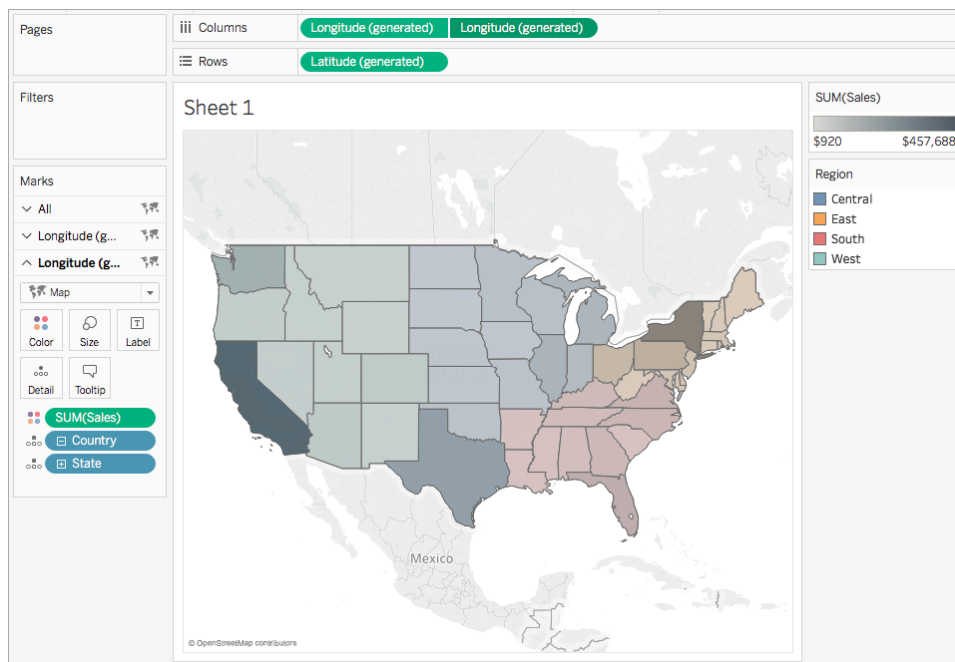 Pages
Columns
Longitude (generated)
Longitude (generated)
Rows
Latitude (generated)
Filters
Sheet 1
SUM(Sales)
$920
$457,688
Region
Central
East
South
West
Marks
All
Longitude (g...
Longitude (g...
Map
Color
Size
T
Label
Detail
Tooltip
SUM(Sales)
Country
State
United
States
Mexico
© OpenStreetMap contributors